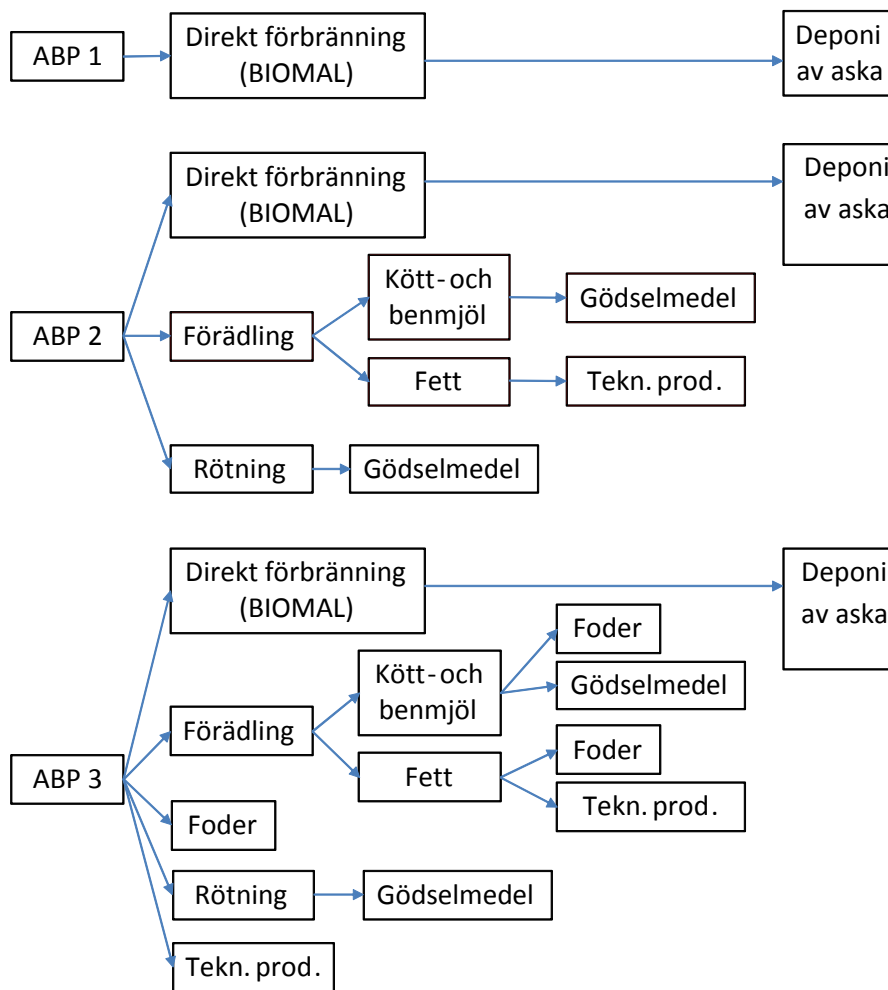 ABP 1
Direkt förbränning
(BIOMAL)
Deponi
av aska
ABP 2
Direkt förbränning
(BIOMAL)
Deponi
av aska
Förädling
Kött- och
benmjöl
Gödselmedel
Fett
Tekn. prod.
Rötning
Gödselmedel
ABP 3
Direkt förbränning
(BIOMAL)
Deponi
av aska
Förädling
Kött- och
benmjöl
Foder
Gödselmedel
Fett
Foder
Tekn. prod.
Foder
Rötning
Gödselmedel
Tekn. prod.